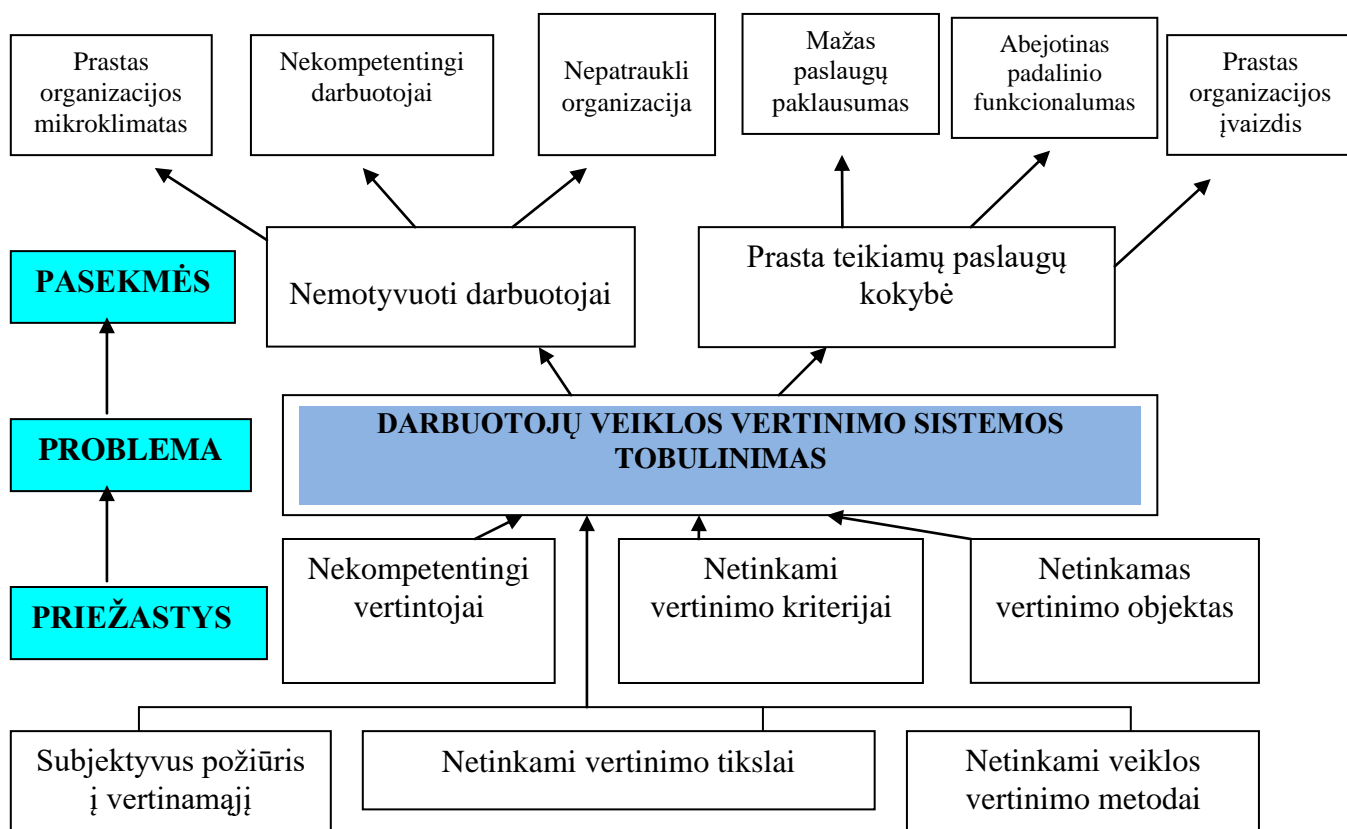 Prastas
organizacijos
mikroklimatas
Nekompetentingi
darbuotojai
Nepatraukli
organizacija
Mažas
paslaugų
paklausumas
Abejotinas
padalinio
funkcionalumas
Prastas
organizacijos
įvaizdis
PASEKMĖS
Nemotyvuoti darbuotojai
Prasta teikiamų paslaugų
kokybė
PROBLEMA
DARBUOTOJŲ VEIKLOS VERTINIMO SISTEMOS
TOBULINIMAS
PRIEŽASTYS
Nekompetentingi
vertintojai
Netinkami
vertinimo kriterijai
Netinkamas
vertinimo objektas
Subjektyvus požiūris
į vertinamąjį
Netinkami vertinimo tikslai
Netinkami veiklos
vertinimo metodai